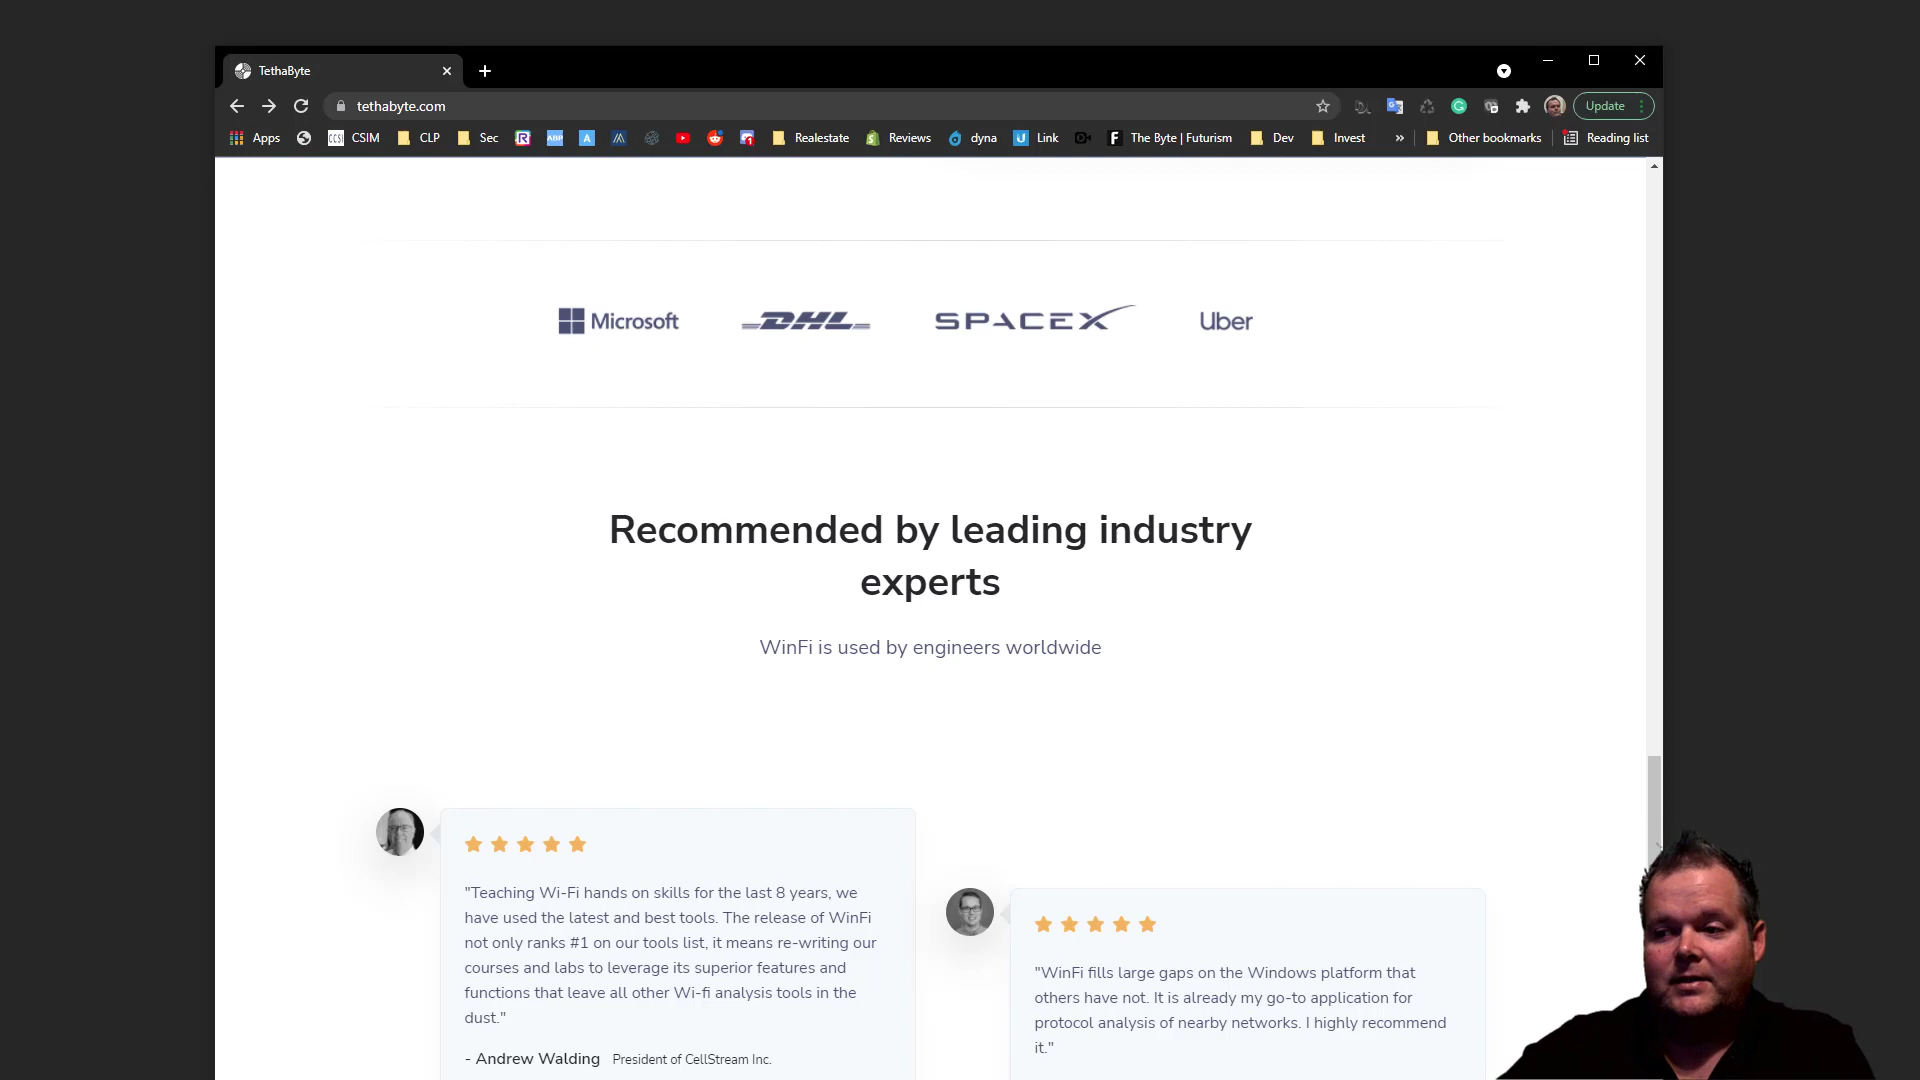 TethaByte
tethabyte.com
Update
Apps
CSIM
CLP
Sec
ABP
A
Realestate
Reviews
dyna
Link
F
The Byte | Futurism
Dev
Invest
»
Other bookmarks
Reading list
Microsoft
DHL
SPACEX
Uber
Recommended by leading industry
experts
WinFi is used by engineers worldwide
"Teaching Wi-Fi hands on skills for the last 8 years, we
have used the latest and best tools. The release of WinFi
not only ranks #1 on our tools list, it means re-writing our
courses and labs to leverage its superior features and
functions that leave all other Wi-fi analysis tools in the
dust."
- Andrew Walding President of CellStream Inc.
"WinFi fills large gaps on the Windows platform that
others have not. It is already my go-to application for
protocol analysis of nearby networks. I highly recommend
it."